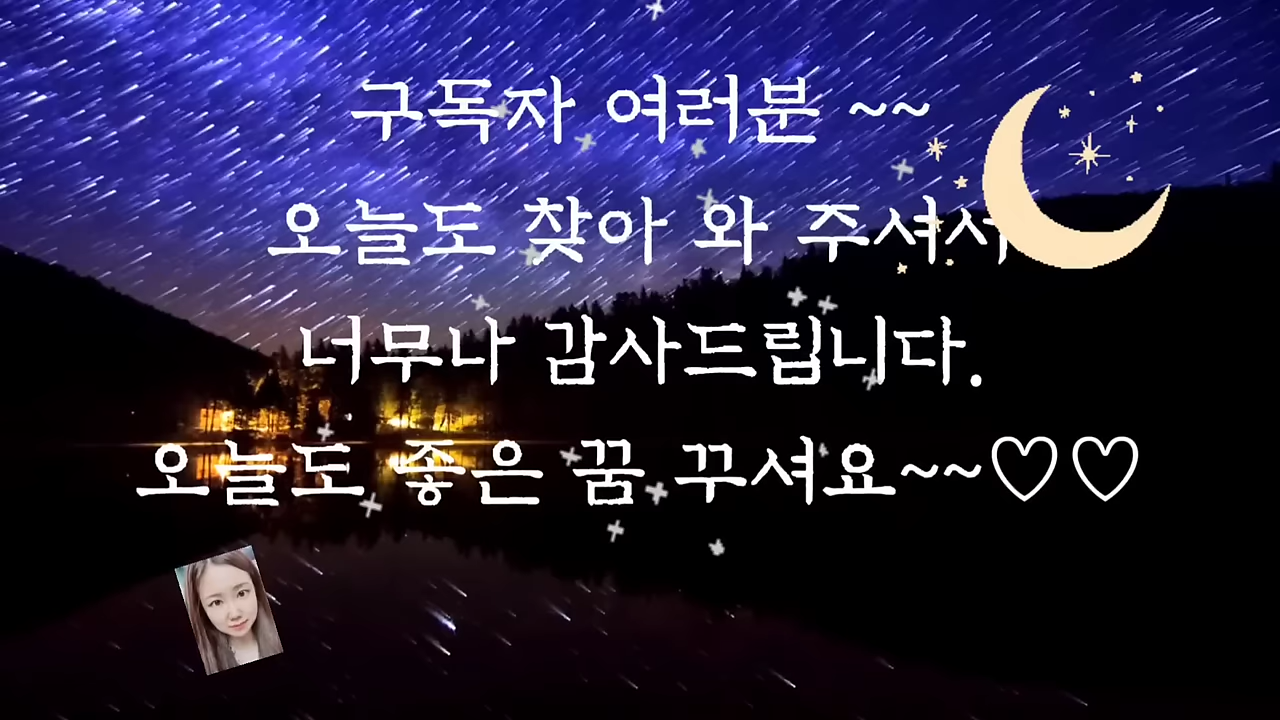 구독자 여러분 ~~
오늘도 찾아 와 주셔서
너무나 감사드립니다.
오늘도 좋은 꿈 꾸셔요~~♡♡